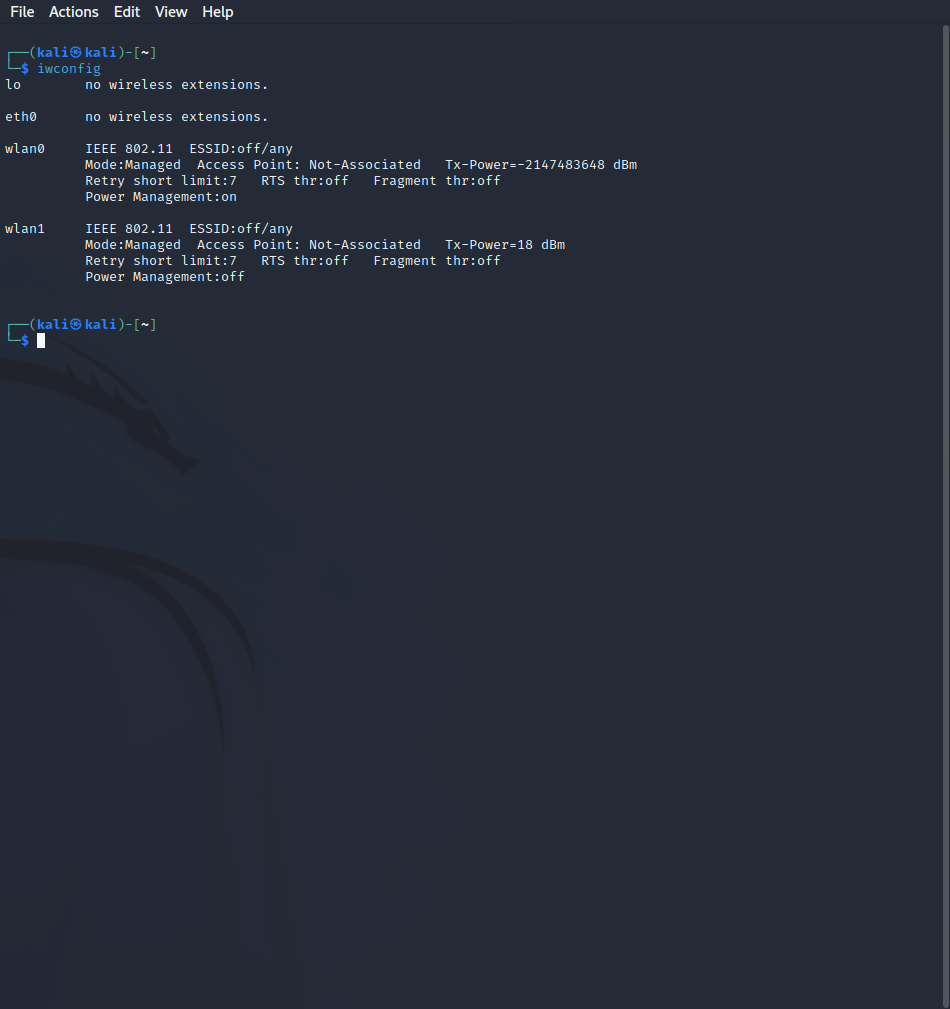 File Actions Edit View Help
┌──(kali㉿kali)-[~]
└─$ iwconfig
lo        no wireless extensions.
eth0      no wireless extensions.
wlan0     IEEE 802.11  ESSID:off/any
          Mode:Managed  Access Point: Not-Associated   Tx-Power=-2147483648 dBm
          Retry short limit:7   RTS thr:off   Fragment thr:off
          Power Management:on
wlan1     IEEE 802.11  ESSID:off/any
          Mode:Managed  Access Point: Not-Associated   Tx-Power=18 dBm
          Retry short limit:7   RTS thr:off   Fragment thr:off
          Power Management:off
┌──(kali㉿kali)-[~]
└─$